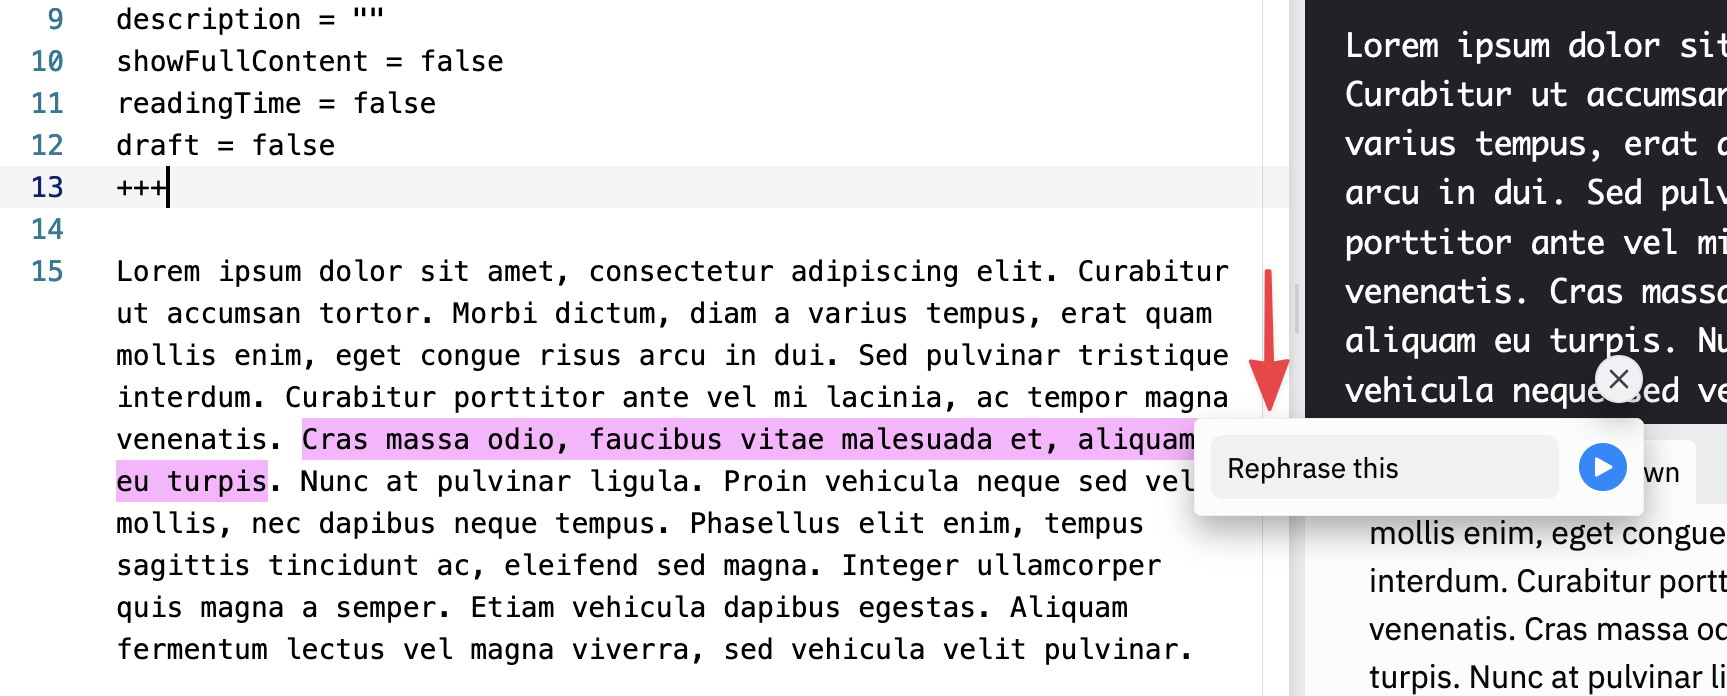 9 description = ""
10 showFullContent = false
11 readingTime = false
12 draft = false
13 +++
14
15 Lorem ipsum dolor sit amet, consectetur adipiscing elit. Curabitur
ut accumsan tortor. Morbi dictum, diam a varius tempus, erat quam
mollis enim, eget congue risus arcu in dui. Sed pulvinar tristique
interdum. Curabitur porttitor ante vel mi lacinia, ac tempor magna
venenatis. Cras massa odio, faucibus vitae malesuada et, aliquam
eu turpis. Nunc at pulvinar ligula. Proin vehicula neque sed vel
mollis, nec dapibus neque tempus. Phasellus elit enim, tempus
sagittis tincidunt ac, eleifend sed magna. Integer ullamcorper
quis magna a semper. Etiam vehicula dapibus egestas. Aliquam
fermentum lectus vel magna viverra, sed vehicula velit pulvinar.
Lorem ipsum dolor sit
Curabitur ut accumsan
varius tempus, erat
arcu in dui. Sed pulv
porttitor ante vel mi
venenatis. Cras massa
aliquam eu turpis. Nu
vehicula neque sed ve
Rephrase this
wn
mollis enim, eget congue
interdum. Curabitur portt
venenatis. Cras massa od
turpis. Nunc at pulvinar li